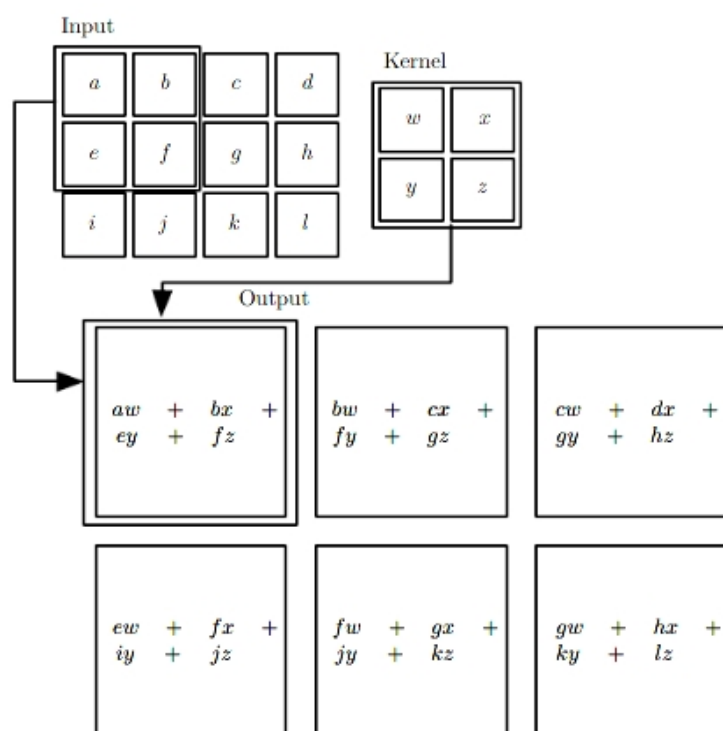 Input
a b c d
Kernel
w x
e f g h
y z
i j k l
Output
aw + bx +
ey + fz
bw + cx +
fy + gz
cw + dx +
gy + hz
ew + fx +
iy + jz
fw + gx +
jy + kz
gw + hx +
ky + lz